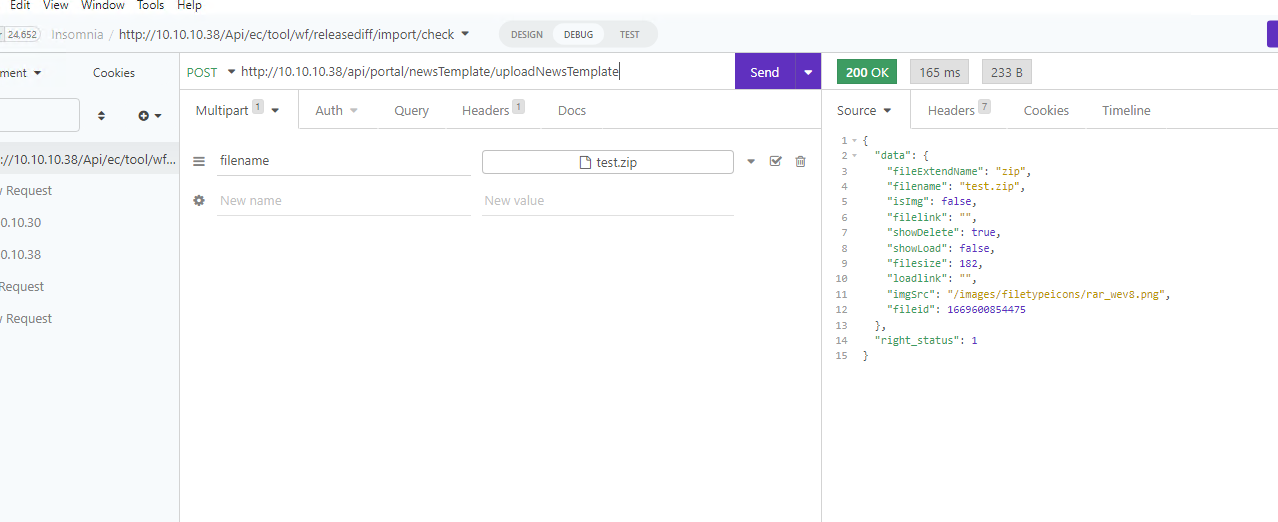 Edit View Window Tools Help
24,652 Insomnia / http://10.10.10.38/Api/ec/tool/wf/releasediff/import/check DESIGN DEBUG TEST
ment Cookies
://10.10.10.38/Api/ec/tool/wf...
y Request
0.10.30
0.10.38
Request
y Request
POST http://10.10.10.38/api/portal/newsTemplate/uploadNewsTemplate Send
Multipart 1 Auth Query Headers 1 Docs
filename test.zip
New name New value
200 OK 165 ms 233 B
Source Headers 7 Cookies Timeline
1 {
2 "data": {
3 "fileExtendName": "zip",
4 "filename": "test.zip",
5 "isImg": false,
6 "filelink": "",
7 "showDelete": true,
8 "showLoad": false,
9 "filesize": 182,
10 "loadlink": "",
11 "imgSrc": "/images/filetypeicons/rar_wev8.png",
12 "fileid": 1669600854475
13 },
14 "right_status": 1
15 }